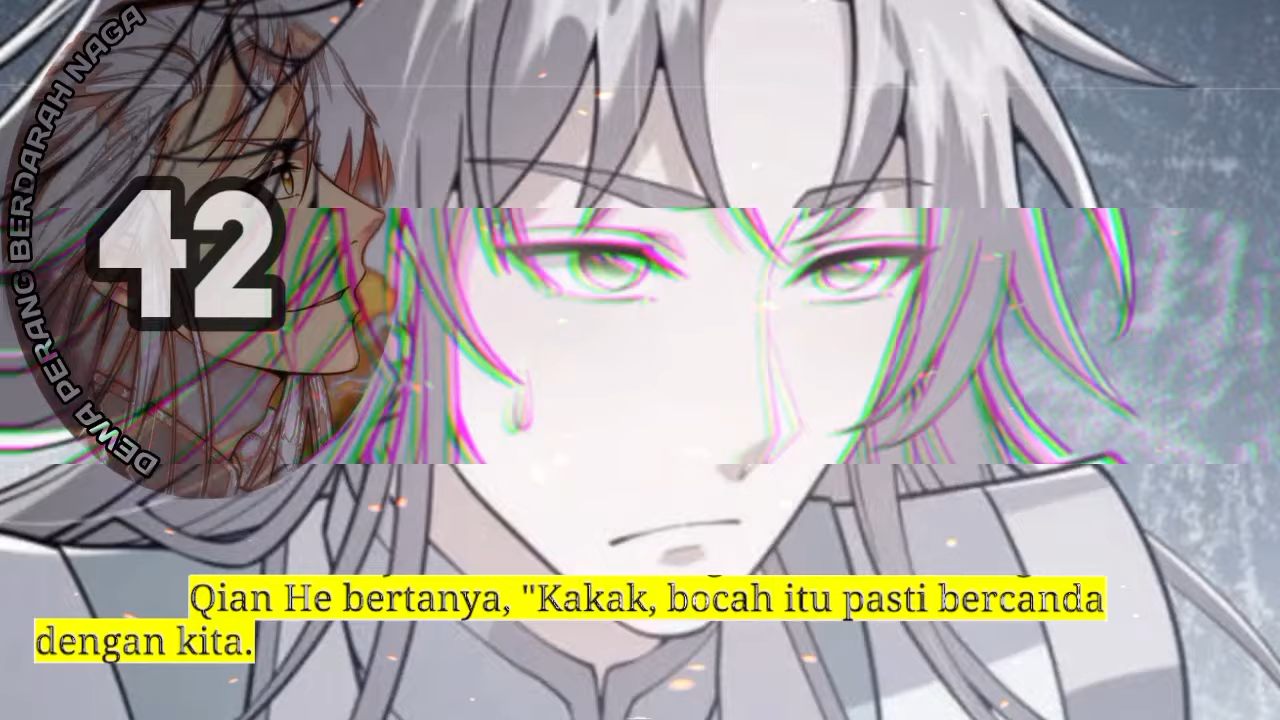 DEWA PERANG BERDARAH NAGA
42
Qian He bertanya, "Kakak, bocah itu pasti bercanda
dengan kita.